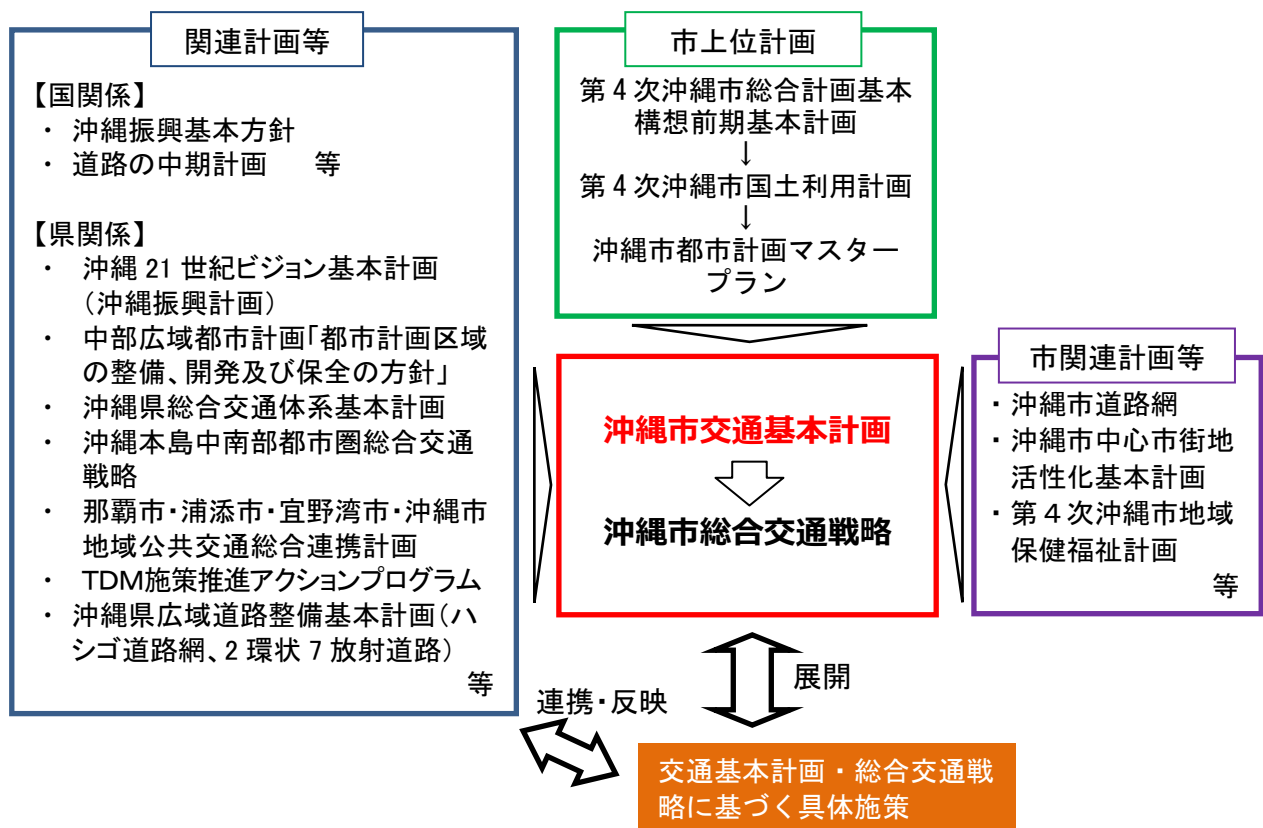 関連計画等
【国関係】
・ 沖縄振興基本方針
・ 道路の中期計画 等
【県関係】
・ 沖縄 21 世紀ビジョン基本計画
(沖縄振興計画)
・ 中部広域都市計画「都市計画区域
の整備、開発及び保全の方針」
・ 沖縄県総合交通体系基本計画
・ 沖縄本島中南部都市圏総合交通
戦略
・ 那覇市・浦添市・宜野湾市・沖縄市
地域公共交通総合連携計画
・ TDM施策推進アクションプログラム
・ 沖縄県広域道路整備基本計画(ハ
シゴ道路網、2 環状 7 放射道路)
等
市上位計画
第 4 次沖縄市総合計画基本
構想前期基本計画
↓
第 4 次沖縄市国土利用計画
↓
沖縄市都市計画マスター
プラン
沖縄市交通基本計画
沖縄市総合交通戦略
市関連計画等
・沖縄市道路網
・沖縄市中心市街地
活性化基本計画
・第 4 次沖縄市地域
保健福祉計画
等
展開
連携・反映
交通基本計画・総合交通戦
略に基づく具体施策